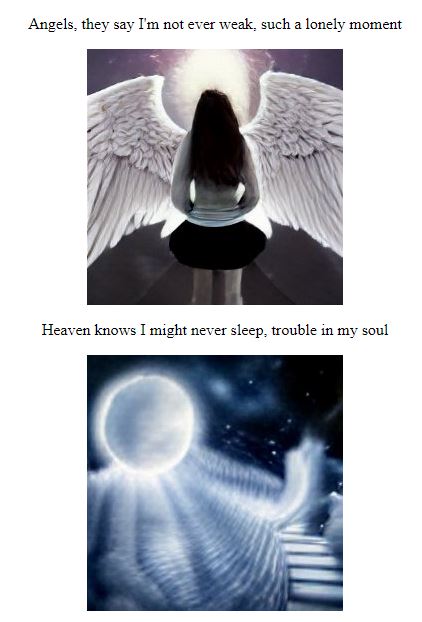 Angels, they say I'm not ever weak, such a lonely moment
Heaven knows I might never sleep, trouble in my soul